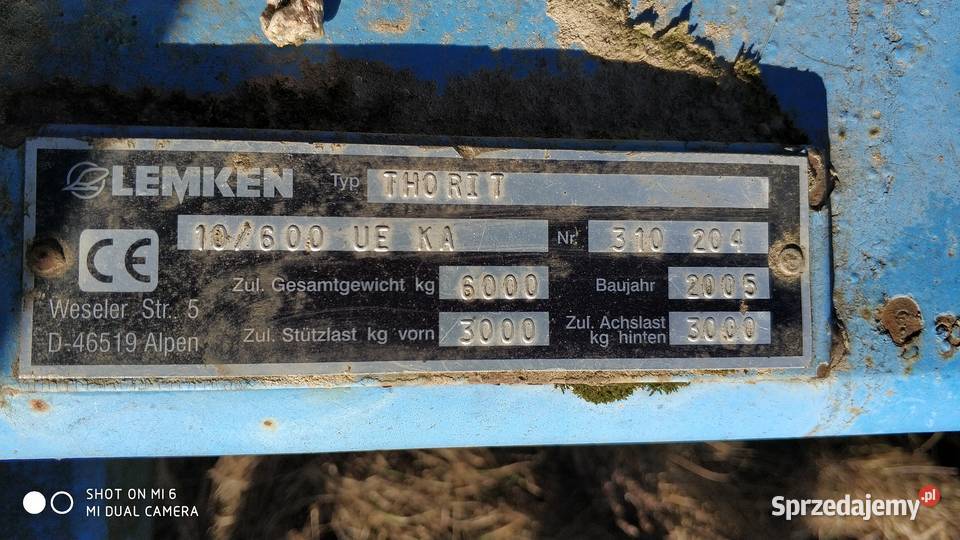 LEMKEN Typ THORIT
10/600 UE KA Nr. 310 204
CE
Zul. Gesamtgewicht kg 6000 Baujahr 2005
Weseler Str. 5
Zul. Stützlast kg vorn 3000 Zul. Achslast kg hinten 3000
D-46519 Alpen
SHOT ON MI 6
MI DUAL CAMERA
Sprzedajemy.pl